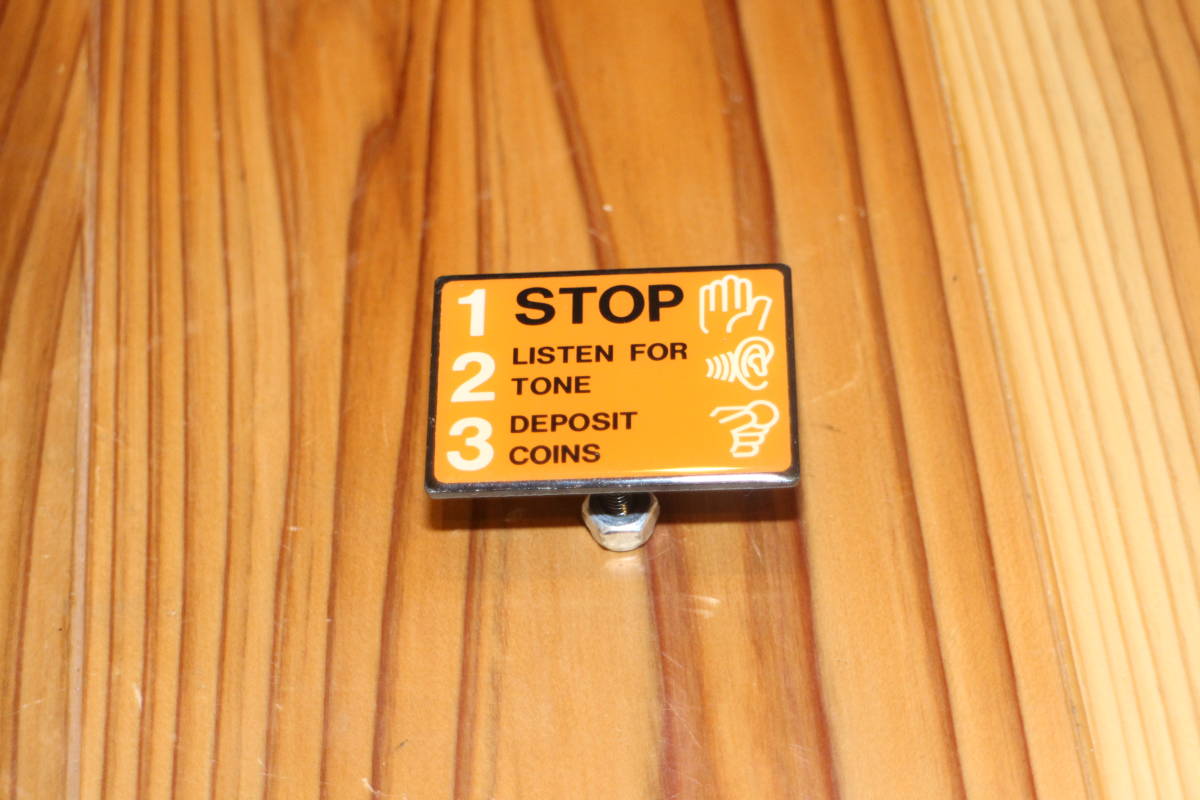 1 STOP
2 LISTEN FOR
TONE
3 DEPOSIT
COINS